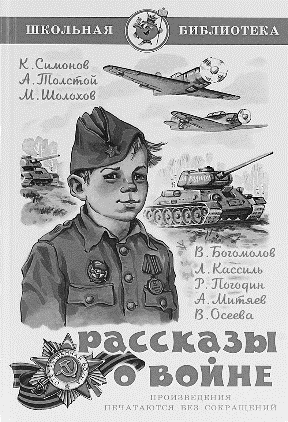 ШКОЛЬНАЯ БИБЛИОТЕКА
К. Симонов
А. Толстой
М. Шолохов
В. Богомолов
Л. Кассиль
Р. Погодин
А. Митяев
В. Осеева
Рассказы
о войне
ПРОИЗВЕДЕНИЯ
ПЕЧАТАЮТСЯ БЕЗ СОКРАЩЕНИЙ